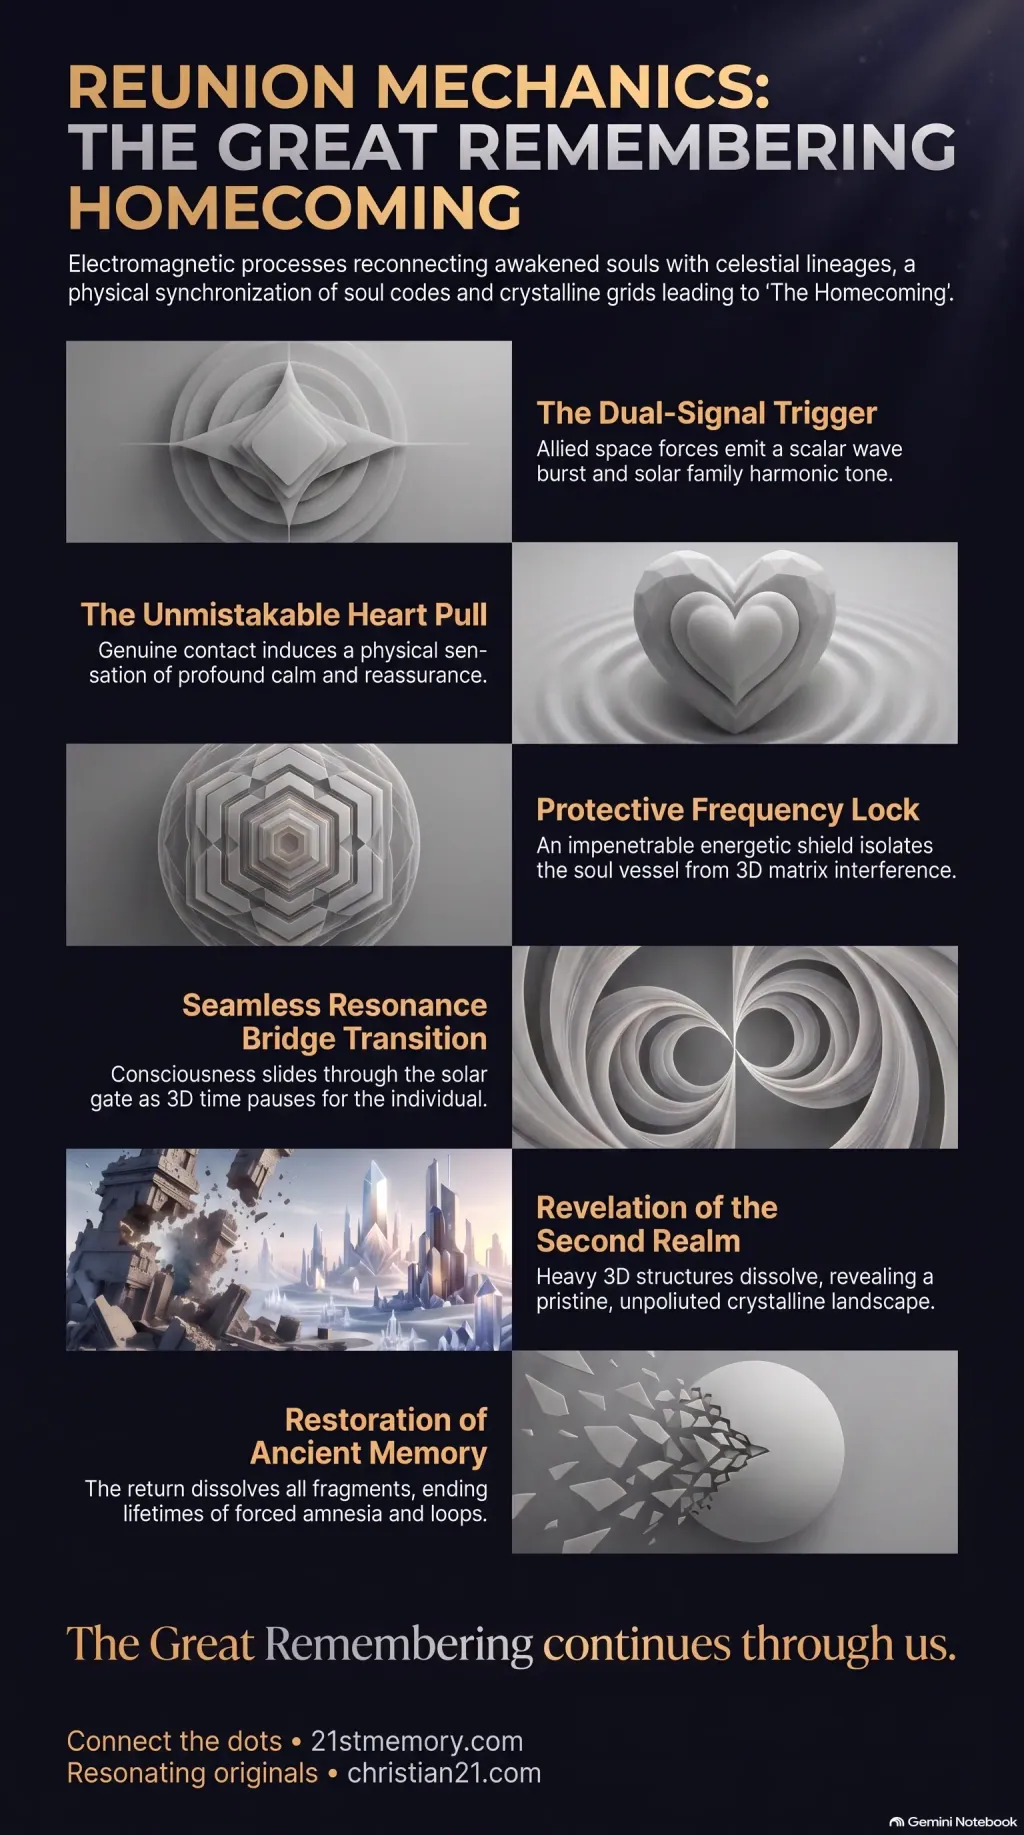 REUNION MECHANICS:
THE GREAT REMEMBERING
HOMECOMING
Electromagnetic processes reconnecting awakened souls with celestial lineages, a
physical synchronization of soul codes and crystalline grids leading to ‘The Homecoming’.
The Dual-Signal Trigger
Allied space forces emit a scalar wave
burst and solar family harmonic tone.
The Unmistakable Heart Pull
Genuine contact induces a physical sen-
sation of profound calm and reassurance.
Protective Frequency Lock
An impenetrable energetic shield isolates
the soul vessel from 3D matrix interference.
Seamless Resonance
Bridge Transition
Consciousness slides through the solar
gate as 3D time pauses for the individual.
Revelation of the
Second Realm
Heavy 3D structures dissolve, revealing a
pristine, unpoliuted crystalline landscape.
Restoration of
Ancient Memory
The return dissolves all fragments, ending
lifetimes of forced amnesia and loops.
The Great Remembering continues through us.
Connect the dots • 21stmemory.com
Resonating originals • christian21.com
Gemini Notebook